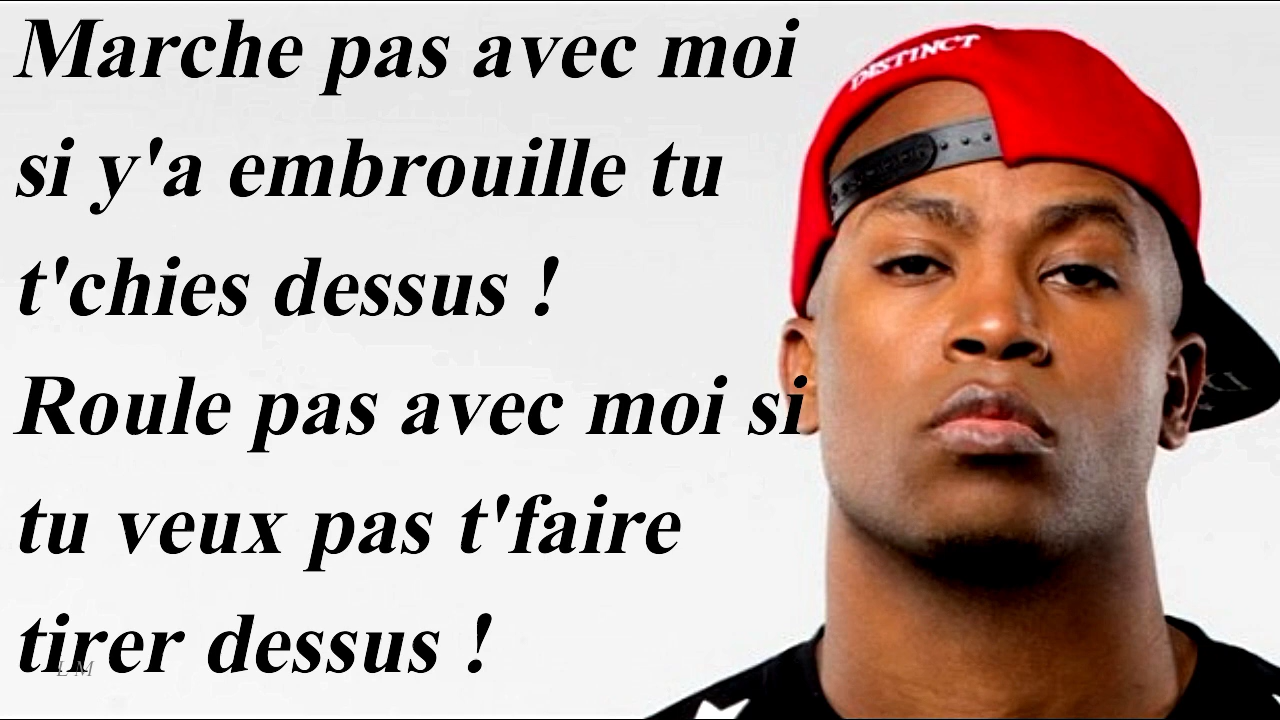 Marche pas avec moi
si y'a embrouille tu
t'chies dessus !
Roule pas avec moi si
tu veux pas t'faire
tirer dessus !
L M
DISTINCT